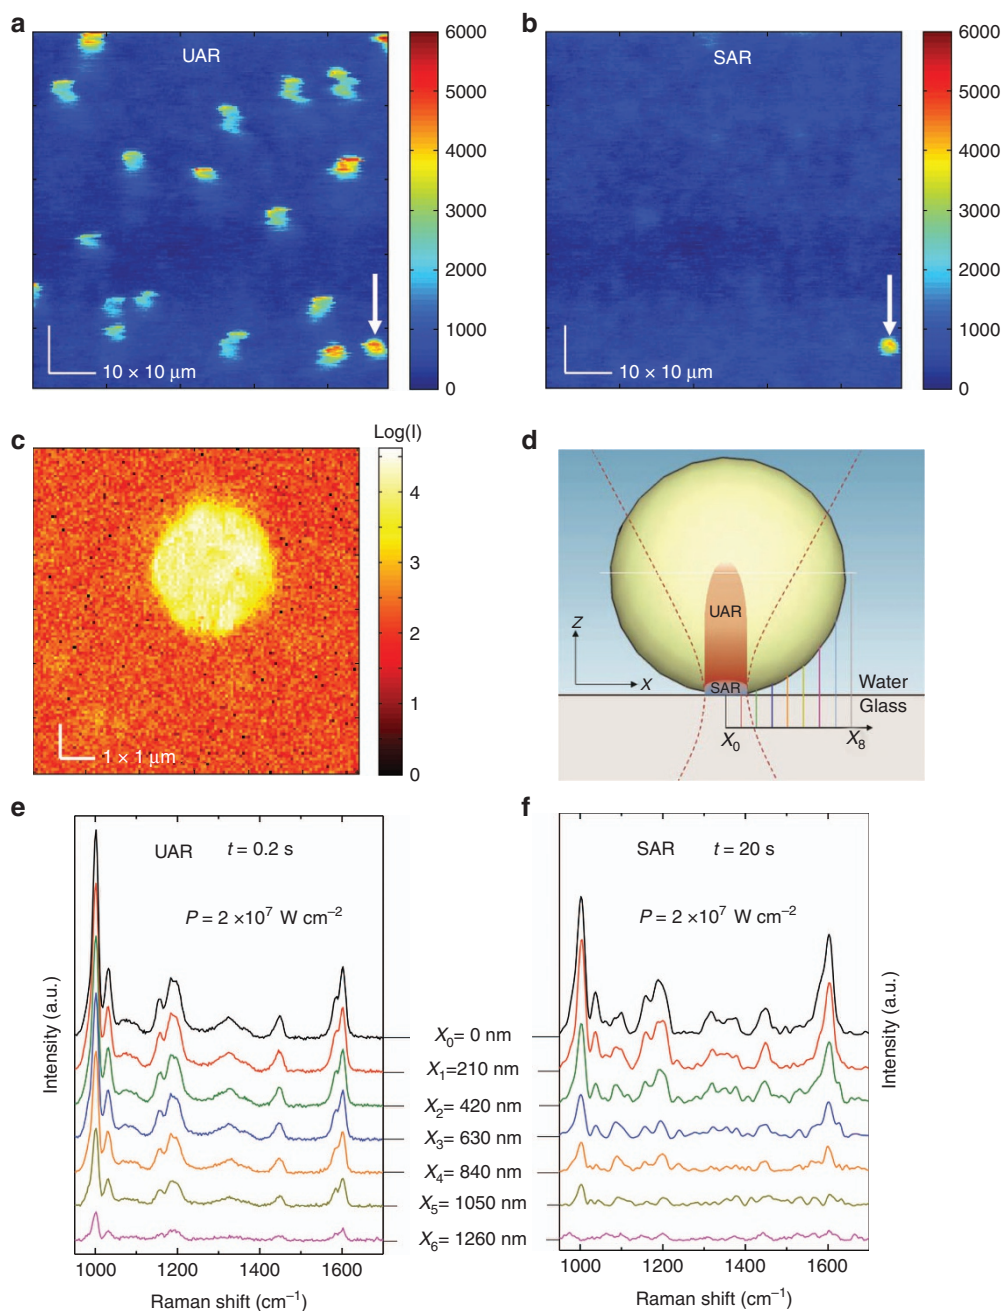 a
UAR
10 × 10 μm
6000
5000
4000
3000
2000
1000
0
b
SAR
10 × 10 μm
6000
5000
4000
3000
2000
1000
0
c
Log(I)
4
3
2
1
0
1 × 1 μm
d
UAR
SAR
Z
X
Water
Glass
X0
X8
e
UAR t = 0.2 s
P = 2 ×10⁷ W cm⁻²
Intensity (a.u.)
1000 1200 1400 1600
Raman shift (cm⁻¹)
X0= 0 nm
X1=210 nm
X2= 420 nm
X3= 630 nm
X4= 840 nm
X5= 1050 nm
X6= 1260 nm
f
SAR t = 20 s
P = 2 ×10⁷ W cm⁻²
Intensity (a.u.)
1000 1200 1400 1600
Raman shift (cm⁻¹)